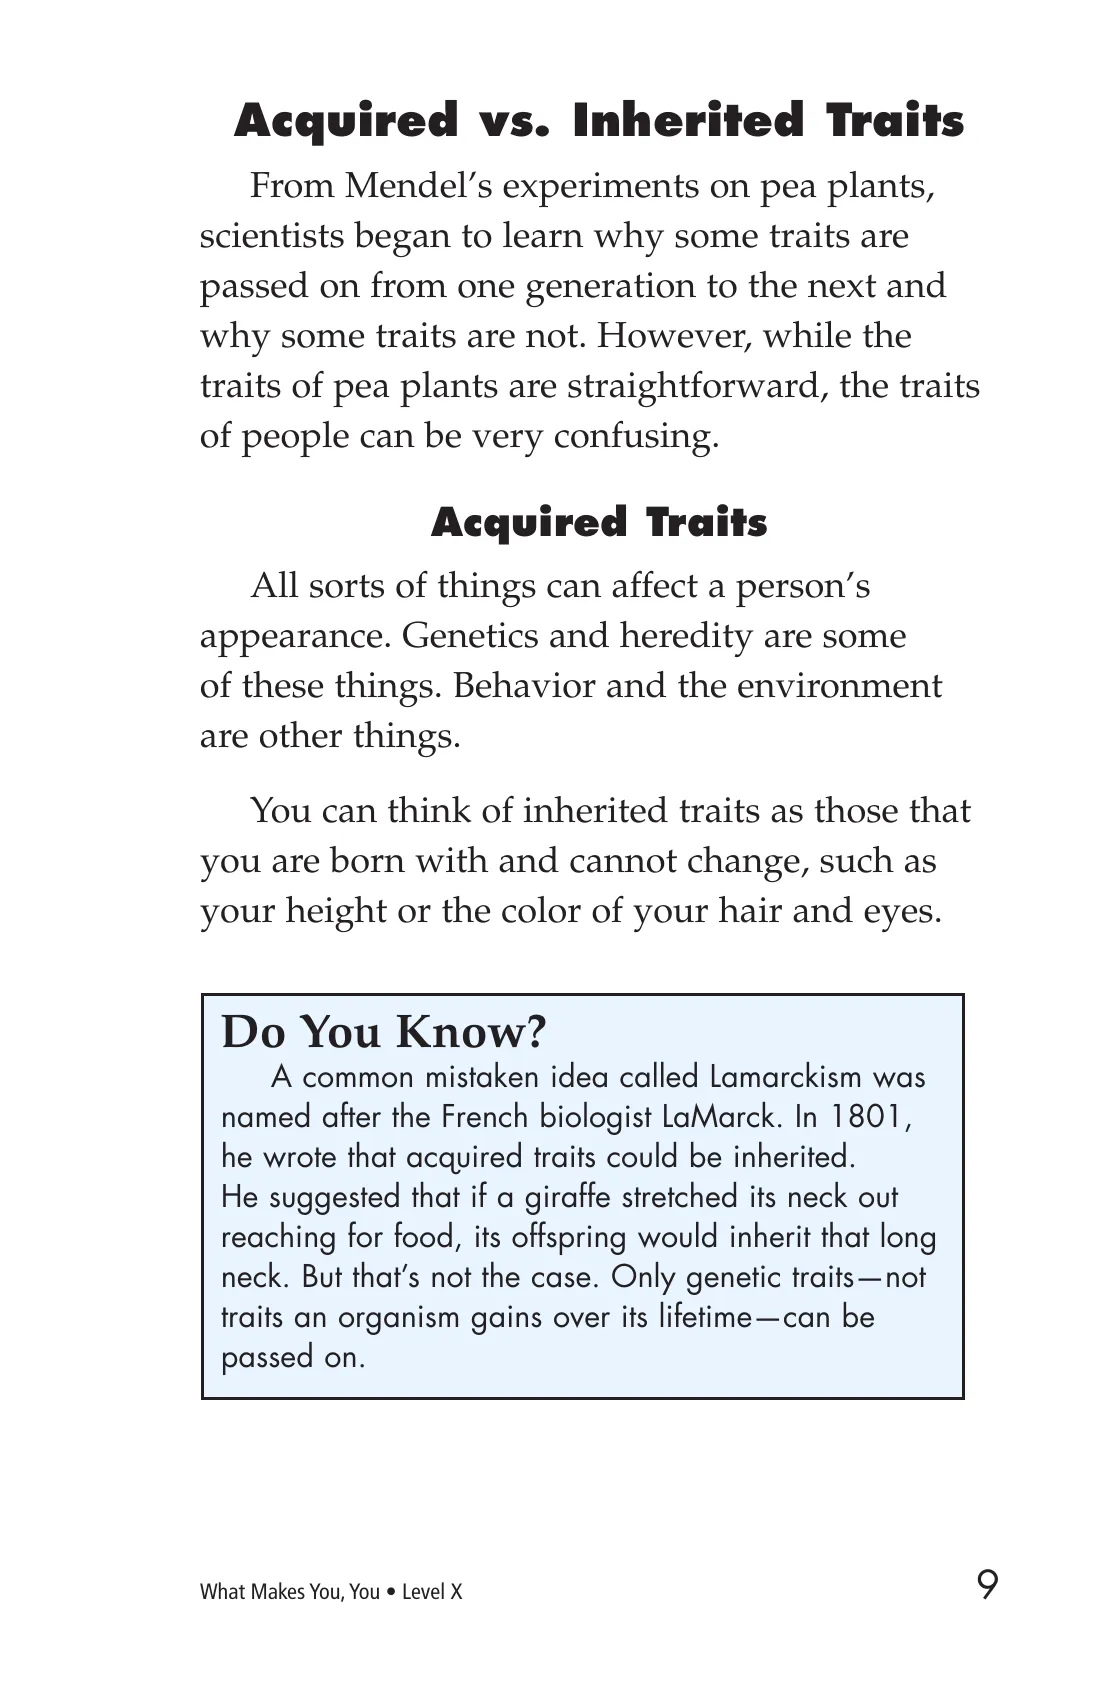 Acquired vs. Inherited Traits
From Mendel’s experiments on pea plants,
scientists began to learn why some traits are
passed on from one generation to the next and
why some traits are not. However, while the
traits of pea plants are straightforward, the traits
of people can be very confusing.
Acquired Traits
All sorts of things can affect a person’s
appearance. Genetics and heredity are some
of these things. Behavior and the environment
are other things.
You can think of inherited traits as those that
you are born with and cannot change, such as
your height or the color of your hair and eyes.
Do You Know?
A common mistaken idea called Lamarckism was
named after the French biologist LaMarck. In 1801,
he wrote that acquired traits could be inherited.
He suggested that if a giraffe stretched its neck out
reaching for food, its offspring would inherit that long
neck. But that’s not the case. Only genetic traits—not
traits an organism gains over its lifetime—can be
passed on.
What Makes You, You • Level X
9